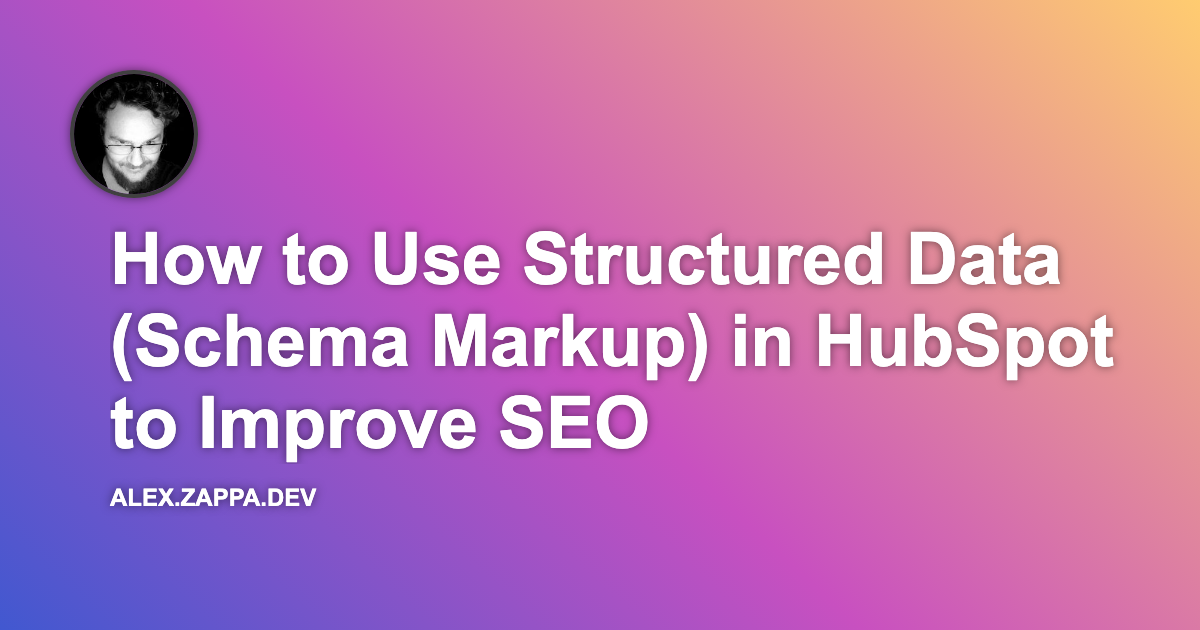 How to Use Structured Data
(Schema Markup) in HubSpot
to Improve SEO
ALEX.ZAPPA.DEV